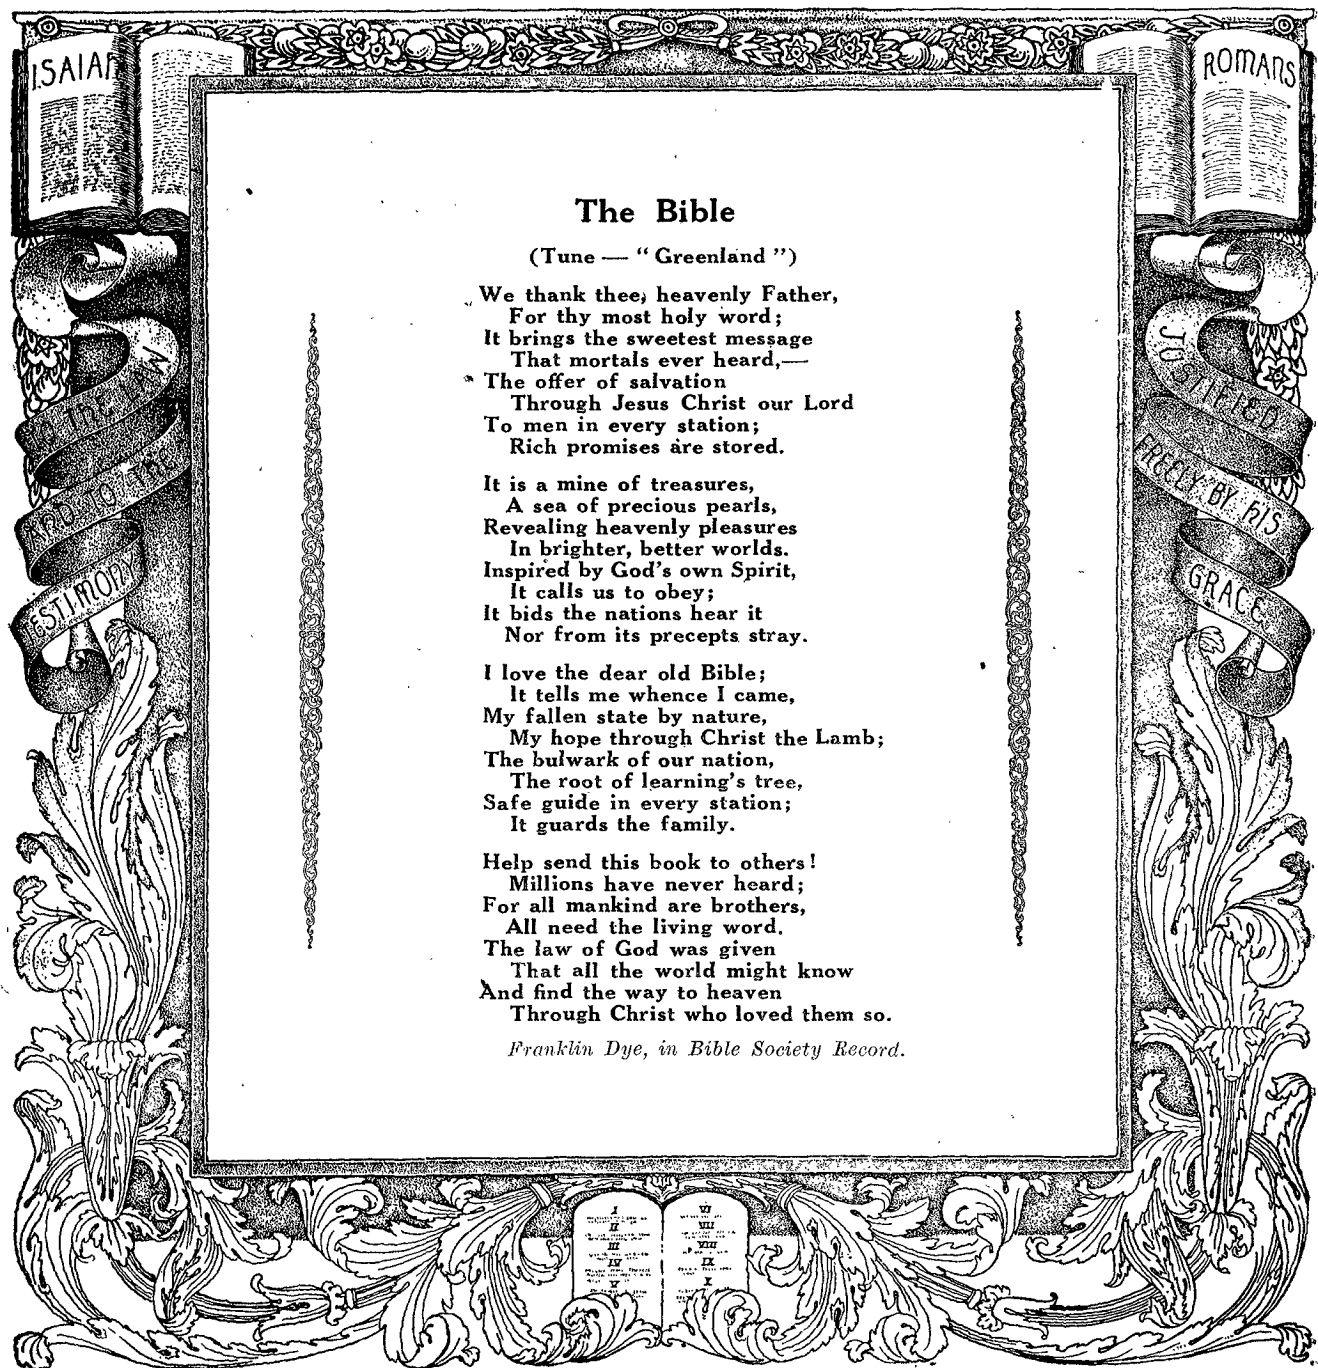 ISAIAH
ROMANS
TO THE LAW
AND TO THE
TESTIMONY
JUSTIFIED
FREELY BY HIS
GRACE
The Bible
(Tune — “ Greenland ”)
We thank thee, heavenly Father,
For thy most holy word;
It brings the sweetest message
That mortals ever heard,—
The offer of salvation
Through Jesus Christ our Lord
To men in every station;
Rich promises are stored.
It is a mine of treasures,
A sea of precious pearls,
Revealing heavenly pleasures
In brighter, better worlds.
Inspired by God's own Spirit,
It calls us to obey;
It bids the nations hear it
Nor from its precepts stray.
I love the dear old Bible;
It tells me whence I came,
My fallen state by nature,
My hope through Christ the Lamb;
The bulwark of our nation,
The root of learning's tree,
Safe guide in every station;
It guards the family.
Help send this book to others!
Millions have never heard;
For all mankind are brothers,
All need the living word.
The law of God was given
That all the world might know
And find the way to heaven
Through Christ who loved them so.
Franklin Dye, in Bible Society Record.
I
II
III
IV
V
VI
VII
VIII
IX
X